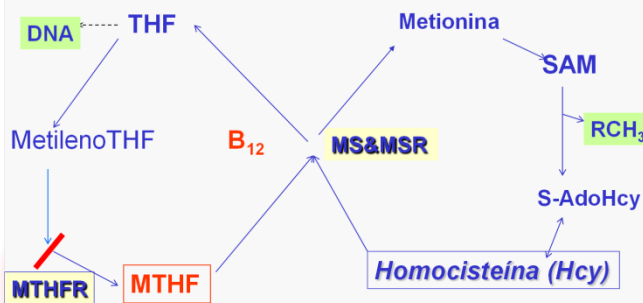 DNA
THF
Metionina
SAM
MetilenoTHF
B12
MS&MSR
RCH3
S-AdoHcy
MTHFR
MTHF
Homocisteína (Hcy)